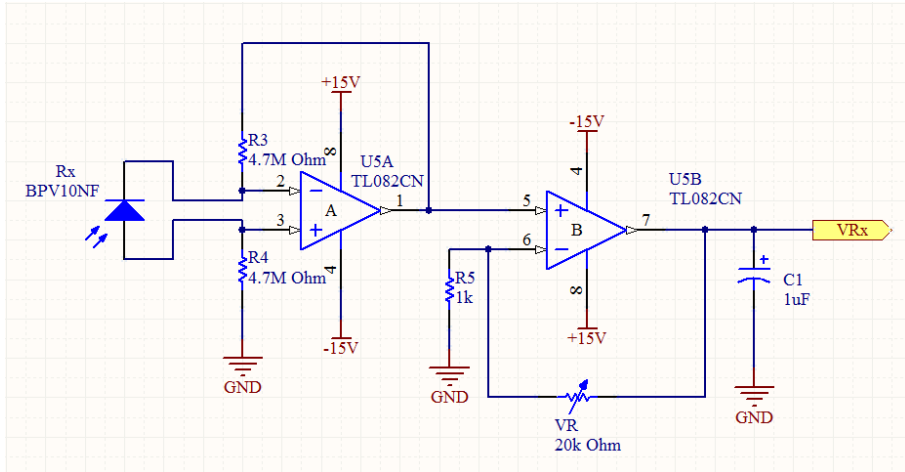 +15V
R3
4.7M Ohm
8
U5A
TL082CN
Rx
BPV10NF
2
3
A
1
4
-15V
R4
4.7M Ohm
GND
-15V
4
U5B
TL082CN
5
6
B
7
8
+15V
R5
1k
GND
VR
20k Ohm
VRx
+
C1
1uF
GND